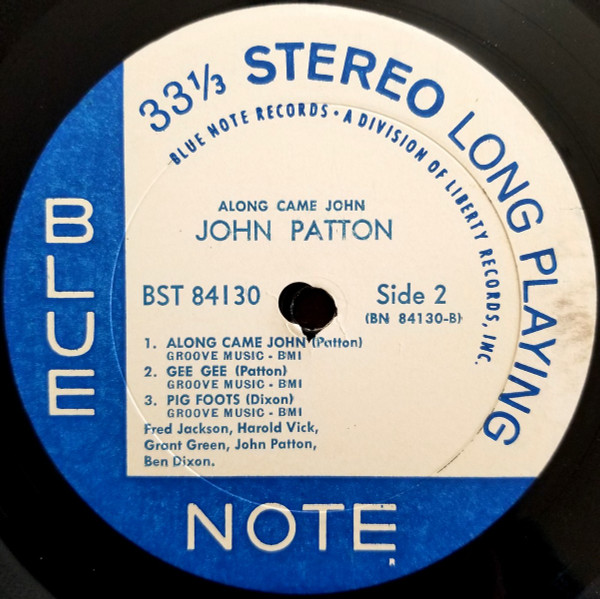 33⅓ STEREO LONG PLAYING
BLUE NOTE RECORDS · A DIVISION OF LIBERTY RECORDS, INC.
ALONG CAME JOHN
JOHN PATTON
BST 84130
Side 2
(BN 84130-B)
1. ALONG CAME JOHN (Patton)
GROOVE MUSIC - BMI
2. GEE GEE (Patton)
GROOVE MUSIC - BMI
3. PIG FOOTS (Dixon)
GROOVE MUSIC - BMI
Fred Jackson, Harold Vick,
Grant Green, John Patton,
Ben Dixon.
BLUE
NOTE